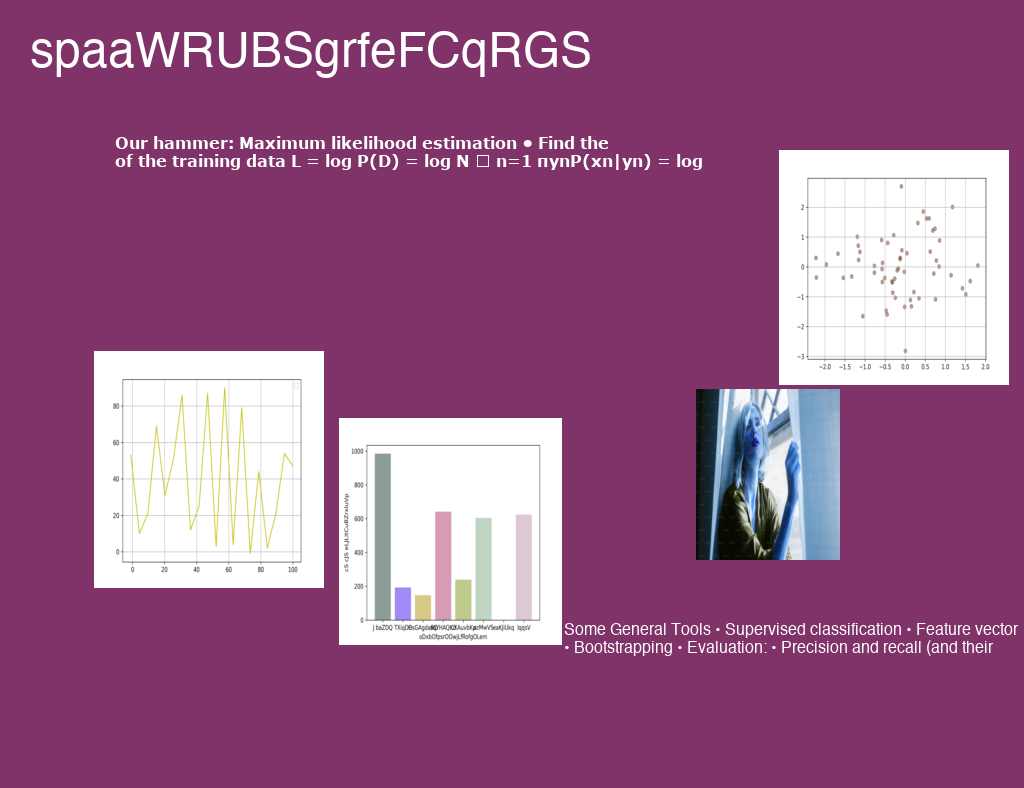 spaaWRUBSgrfeFCqRGS
Our hammer: Maximum likelihood estimation • Find the
of the training data L = log P(D) = log N □ n=1 πynP(xn|yn) = log
2
1
0
−1
−2
−3
−2.0 −1.5 −1.0 −0.5 0.0 0.5 1.0 1.5 2.0
80
60
40
20
0
0 20 40 60 80 100
1000
800
600
400
200
0
J baZDQ
lqqsV
Some General Tools • Supervised classification • Feature vector
• Bootstrapping • Evaluation: • Precision and recall (and their